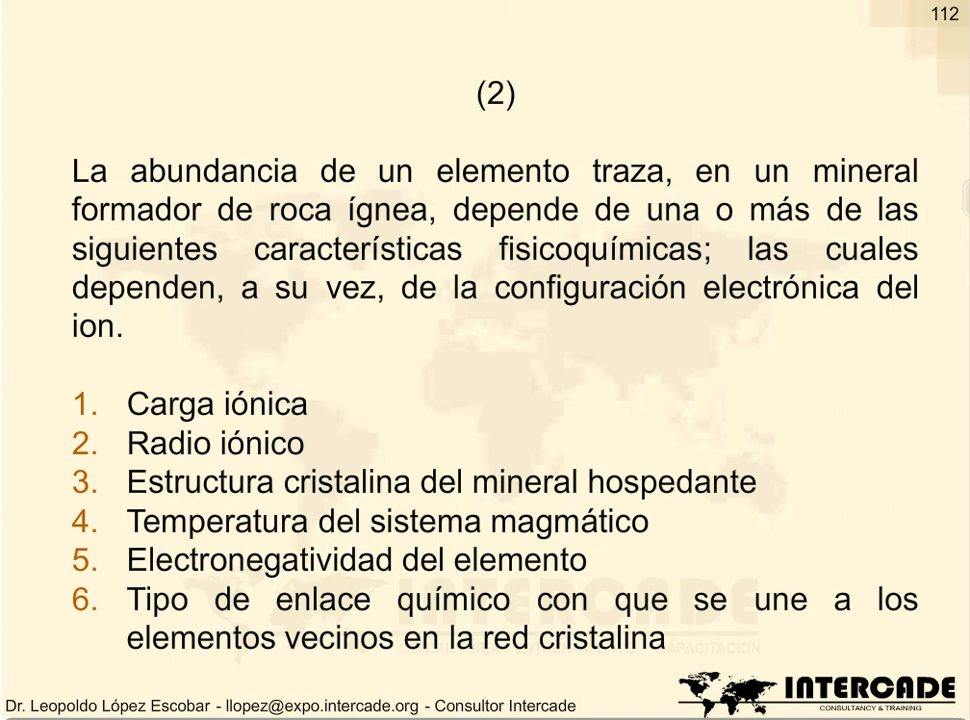 112
(2)
La abundancia de un elemento traza, en un mineral
formador de roca ígnea, depende de una o más de las
siguientes características fisicoquímicas; las cuales
dependen, a su vez, de la configuración electrónica del
ion.
1. Carga iónica
2. Radio iónico
3. Estructura cristalina del mineral hospedante
4. Temperatura del sistema magmático
5. Electronegatividad del elemento
6. Tipo de enlace químico con que se une a los
elementos vecinos en la red cristalina
INTERCADE
CAPACITACION
INTERCADE
CONSULTANCY & TRAINING
Dr. Leopoldo López Escobar - llopez@expo.intercade.org - Consultor Intercade